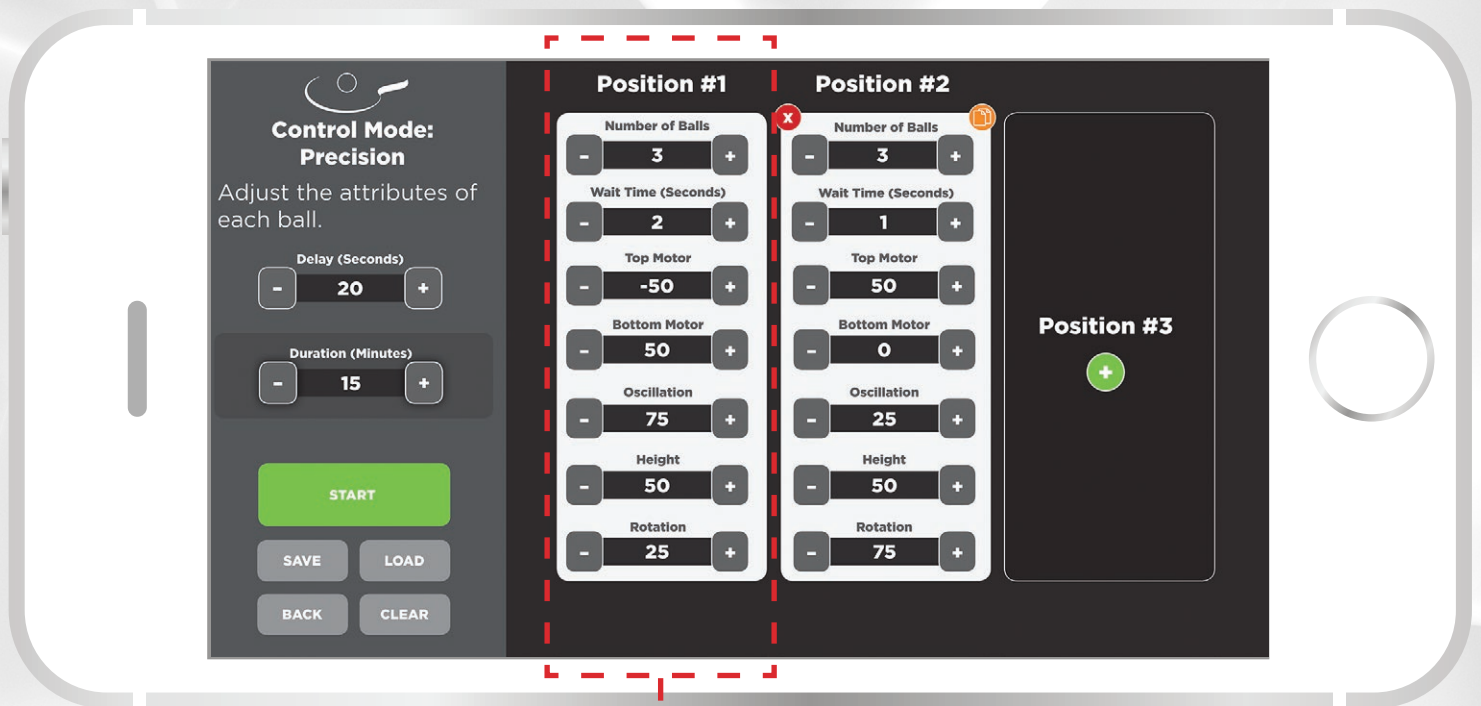 Control Mode:
Precision
Adjust the attributes of
each ball.
Delay (Seconds)
- 20 +
Duration (Minutes)
- 15 +
START
SAVE LOAD
BACK CLEAR
Position #1
Number of Balls
- 3 +
Wait Time (Seconds)
- 2 +
Top Motor
- -50 +
Bottom Motor
- 50 +
Oscillation
- 75 +
Height
- 50 +
Rotation
- 25 +
Position #2
X
Number of Balls
- 3 +
Wait Time (Seconds)
- 1 +
Top Motor
- 50 +
Bottom Motor
- 0 +
Oscillation
- 25 +
Height
- 50 +
Rotation
- 75 +
Position #3
+